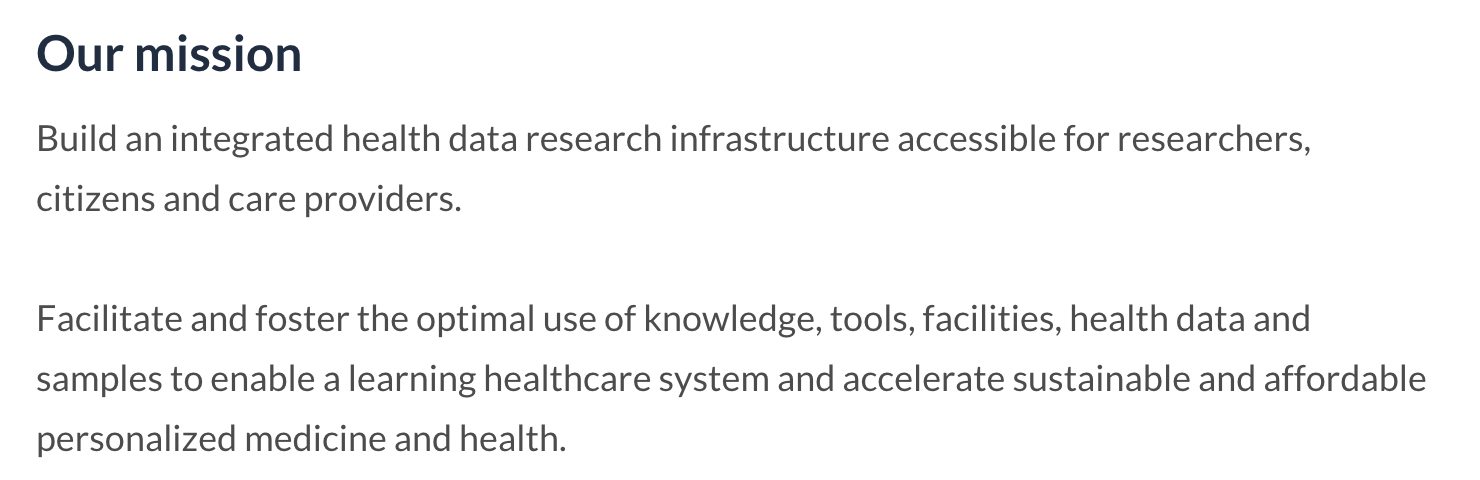 Our mission
Build an integrated health data research infrastructure accessible for researchers,
citizens and care providers.
Facilitate and foster the optimal use of knowledge, tools, facilities, health data and
samples to enable a learning healthcare system and accelerate sustainable and affordable
personalized medicine and health.